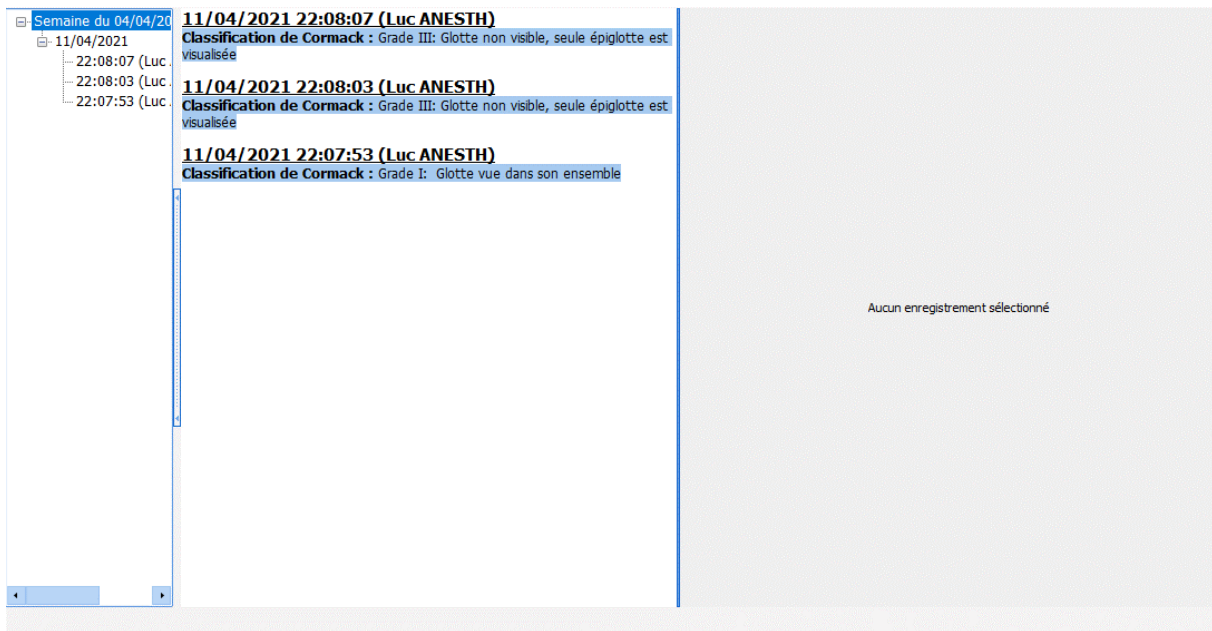 Semaine du 04/04/20
11/04/2021
22:08:07 (Luc
22:08:03 (Luc
22:07:53 (Luc
11/04/2021 22:08:07 (Luc ANESTH)
Classification de Cormack : Grade III: Glotte non visible, seule épiglotte est
visualisée
11/04/2021 22:08:03 (Luc ANESTH)
Classification de Cormack : Grade III: Glotte non visible, seule épiglotte est
visualisée
11/04/2021 22:07:53 (Luc ANESTH)
Classification de Cormack : Grade I: Glotte vue dans son ensemble
Aucun enregistrement sélectionné